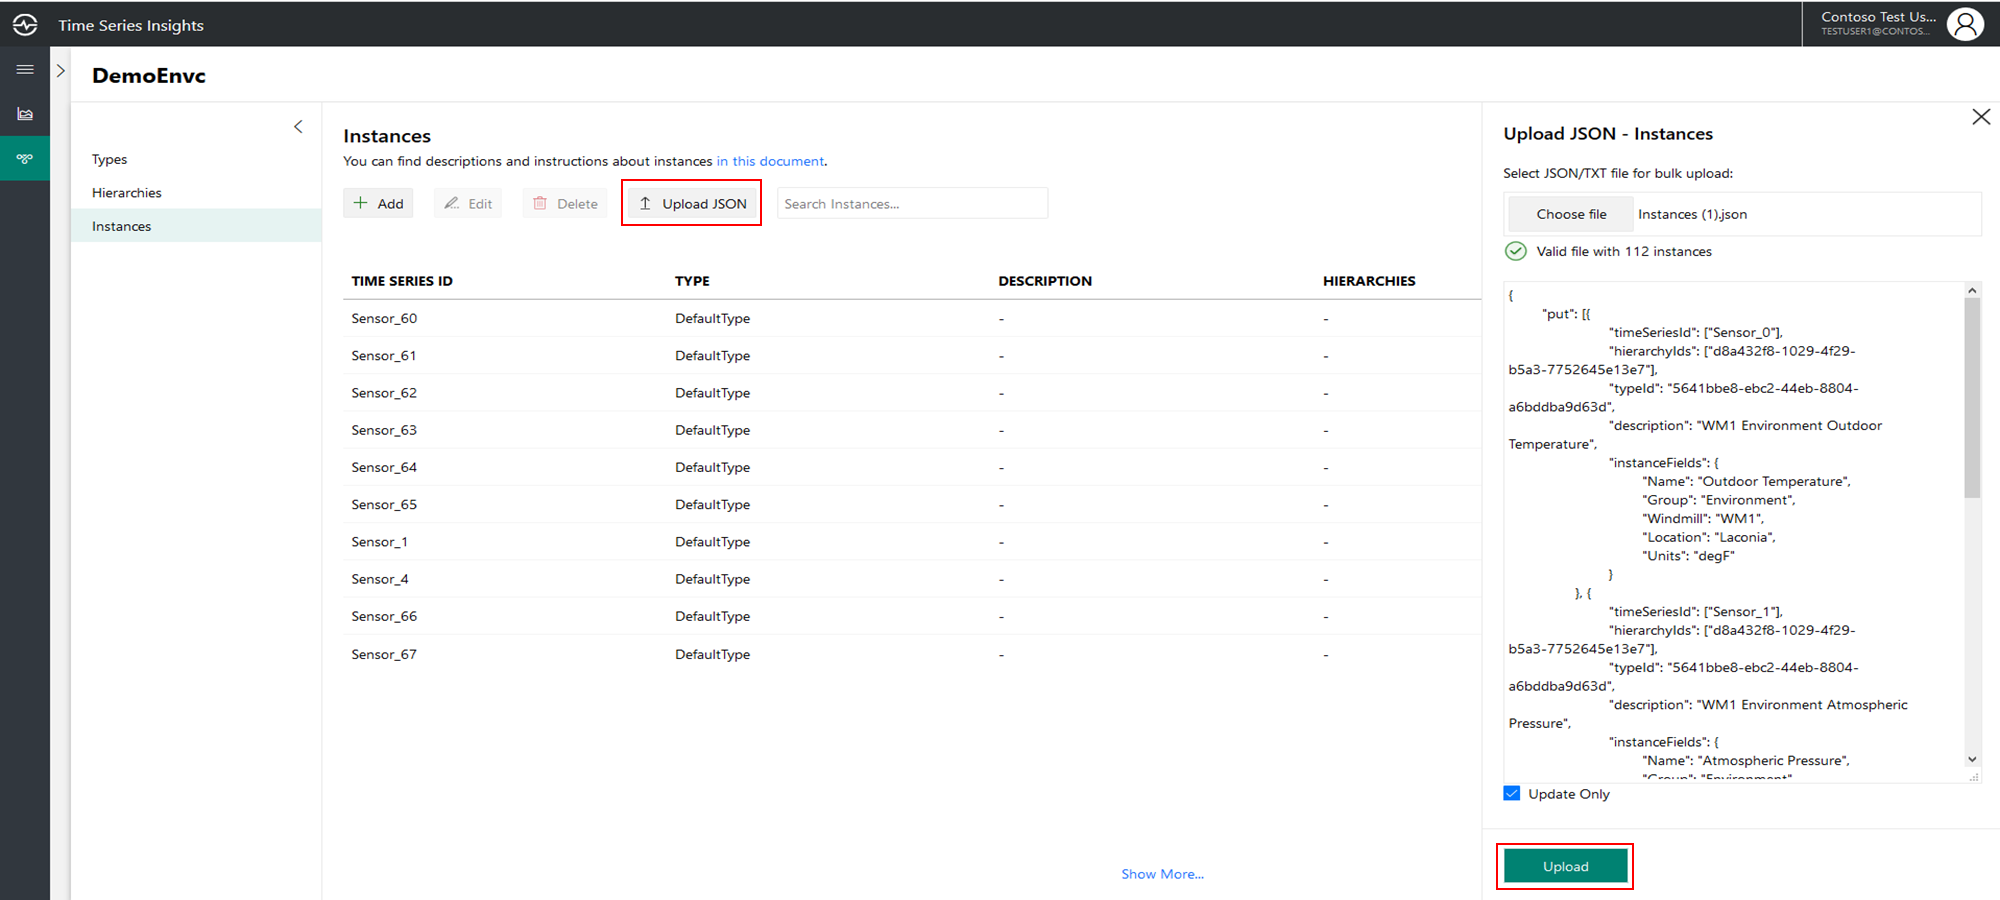 Time Series Insights
Contoso Test Us...
TESTUSER1@CONTOS...
DemoEnvc
Types
Hierarchies
Instances
Instances
You can find descriptions and instructions about instances in this document.
Add
Edit
Delete
Upload JSON
Search Instances...
TIME SERIES ID TYPE DESCRIPTION HIERARCHIES
Sensor_60 DefaultType - -
Sensor_61 DefaultType - -
Sensor_62 DefaultType - -
Sensor_63 DefaultType - -
Sensor_64 DefaultType - -
Sensor_65 DefaultType - -
Sensor_1 DefaultType - -
Sensor_4 DefaultType - -
Sensor_66 DefaultType - -
Sensor_67 DefaultType - -
Show More...
Upload JSON - Instances
Select JSON/TXT file for bulk upload:
Choose file Instances (1).json
Valid file with 112 instances
{
"put": [{
"timeSeriesId": ["Sensor_0"],
"hierarchyIds": ["d8a432f8-1029-4f29-
b5a3-7752645e13e7"],
"typeId": "5641bbe8-ebc2-44eb-8804-
a6bddba9d63d",
"description": "WM1 Environment Outdoor
Temperature",
"instanceFields": {
"Name": "Outdoor Temperature",
"Group": "Environment",
"Windmill": "WM1",
"Location": "Laconia",
"Units": "degF"
}
}, {
"timeSeriesId": ["Sensor_1"],
"hierarchyIds": ["d8a432f8-1029-4f29-
b5a3-7752645e13e7"],
"typeId": "5641bbe8-ebc2-44eb-8804-
a6bddba9d63d",
"description": "WM1 Environment Atmospheric
Pressure",
"instanceFields": {
"Name": "Atmospheric Pressure",
"Group": "Environment"
Update Only
Upload